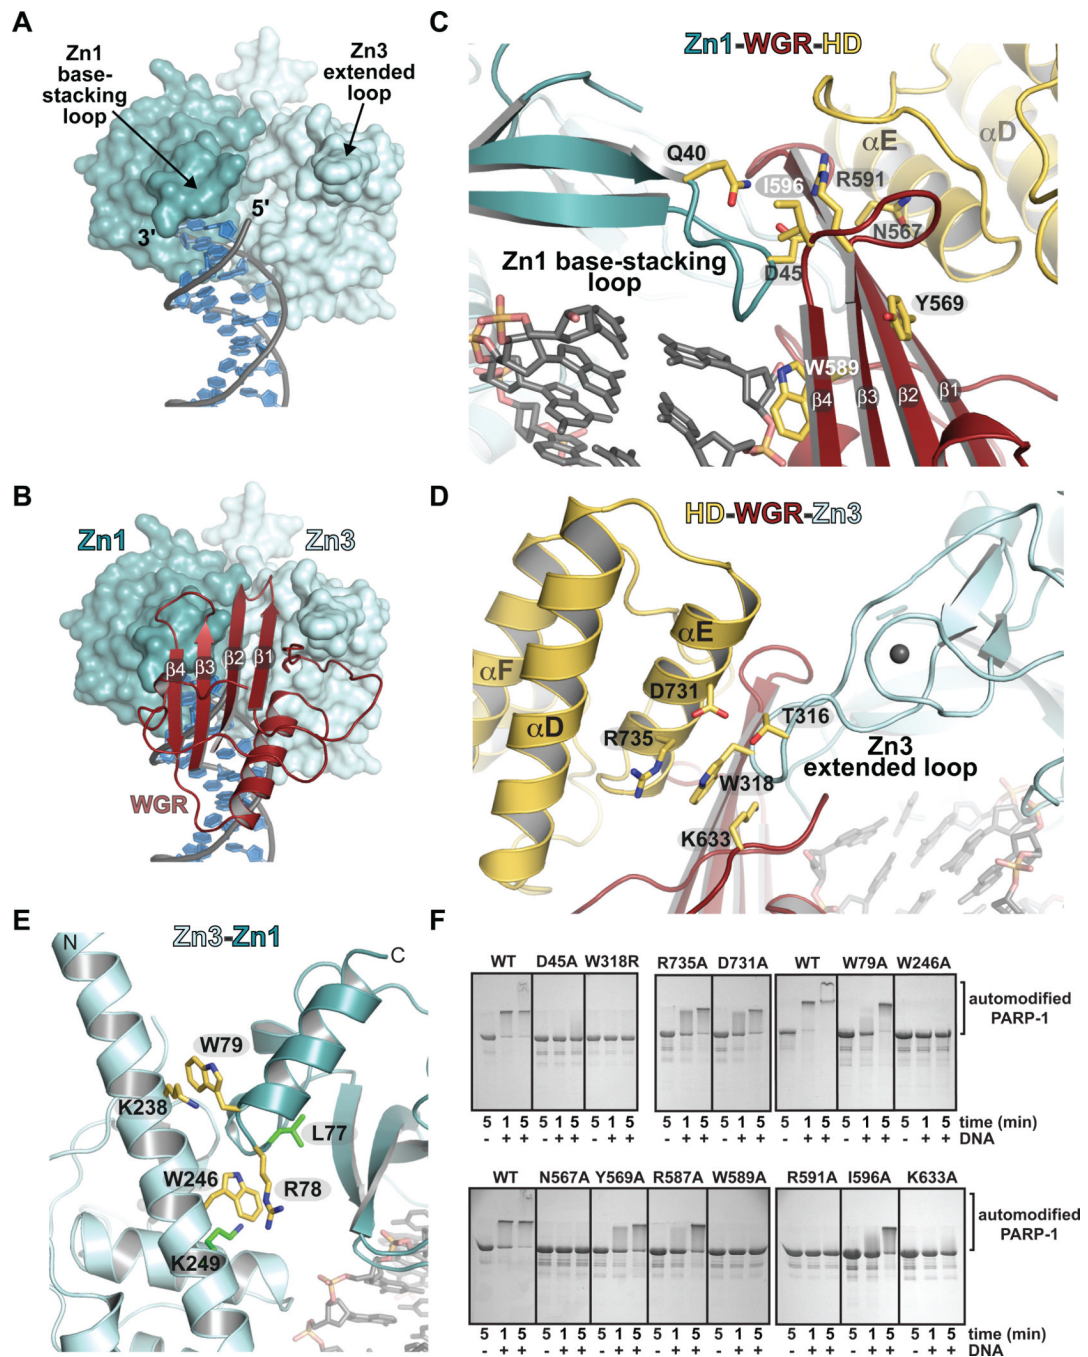 A
Zn1
base-
stacking
loop
Zn3
extended
loop
5'
3'
B
Zn1
Zn3
β4
β3
β2
β1
WGR
C
Zn1-WGR-HD
αE
αD
Q40
I596
R591
N567
D45
Zn1 base-stacking
loop
Y569
W589
β4
β3
β2
β1
D
HD-WGR-Zn3
αE
αF
D731
αD
R735
T316
W318
Zn3
extended loop
K633
E
Zn3-Zn1
N
C
W79
K238
L77
W246
R78
K249
F
WT D45A W318R R735A D731A WT W79A W246A
automodified
PARP-1
5 1 5 5 1 5 5 1 5 5 1 5 5 1 5 5 1 5 5 1 5 5 1 5 time (min)
- + + - + + - + + - + + - + + - + + - + + - + + DNA
WT N567A Y569A R587A W589A R591A I596A K633A
automodified
PARP-1
5 1 5 5 1 5 5 1 5 5 1 5 5 1 5 5 1 5 5 1 5 5 1 5 time (min)
- + + - + + - + + - + + - + + - + + - + + - + + DNA